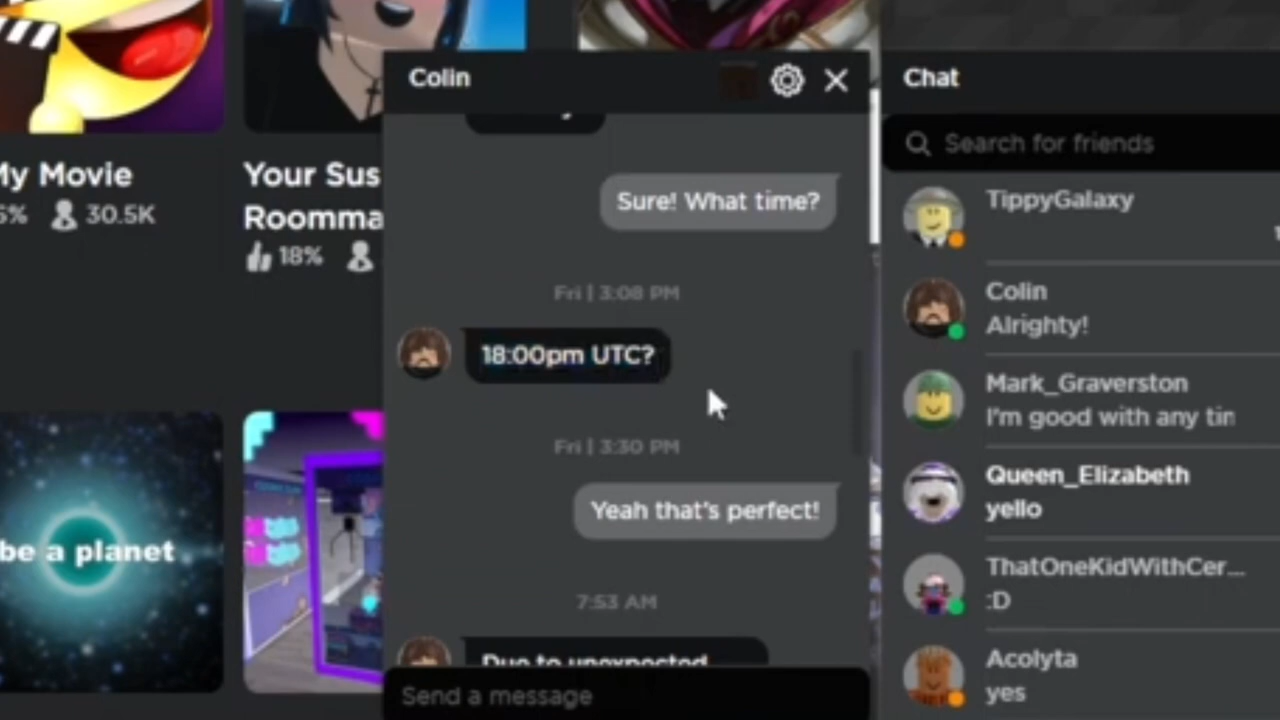 My Movie
5% 30.5K
Your Sus
Roomma
18%
be a planet
Colin
Sure! What time?
Fri | 3:08 PM
18:00pm UTC?
Fri | 3:30 PM
Yeah that's perfect!
7:53 AM
Due to unexpected
Send a message
Chat
Search for friends
TippyGalaxy
Colin
Alrighty!
Mark_Graverston
I'm good with any tim
Queen_Elizabeth
yello
ThatOneKidWithCer...
:D
Acolyta
yes